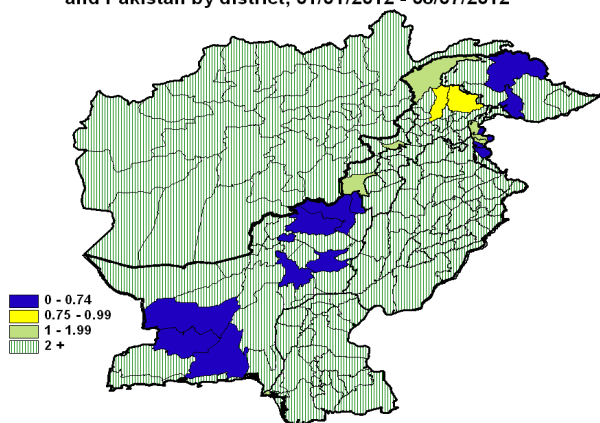 and Pakistan by district, 01/01/2012 - 08/07/2012
0 - 0.74
0.75 - 0.99
1 - 1.99
2 +